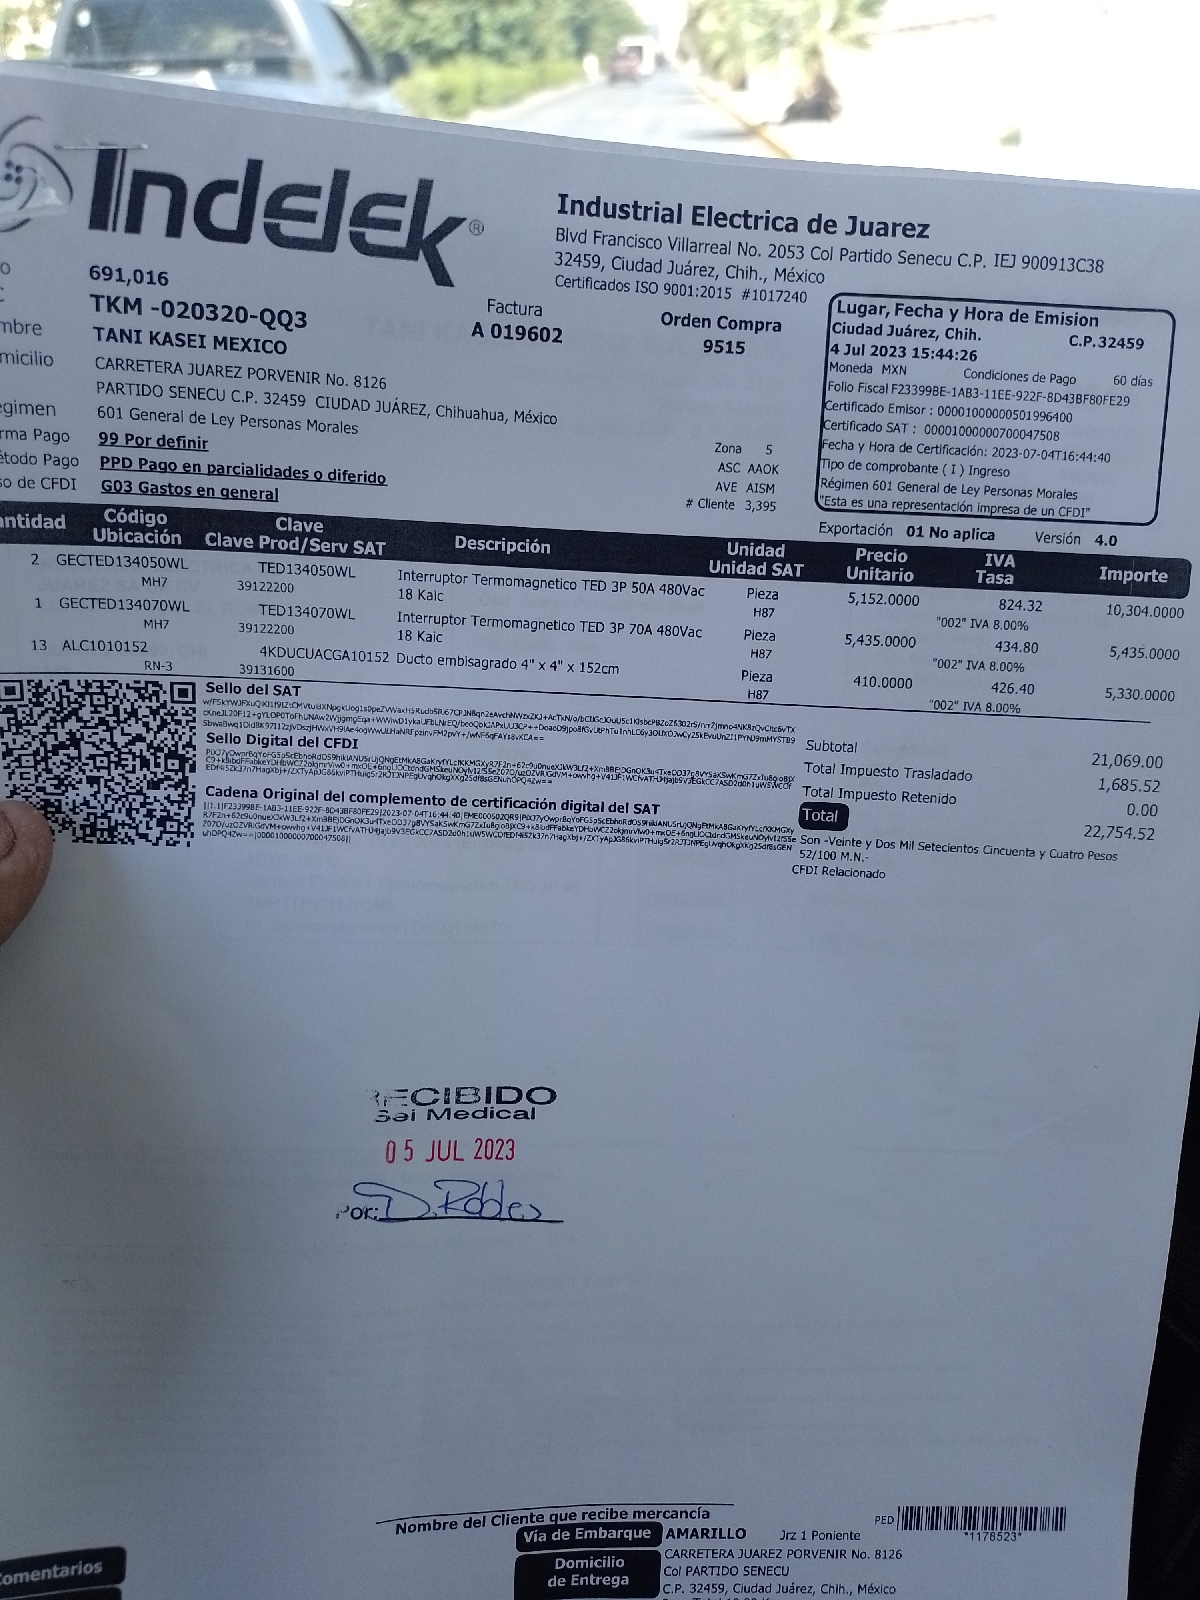 Indelek®
Industrial Electrica de Juarez
Blvd Francisco Villarreal No. 2053 Col Partido Senecu C.P. IEJ 900913C38
32459, Ciudad Juárez, Chih., México
Certificados ISO 9001:2015 #1017240
691,016
TKM -020320-QQ3
TANI KASEI MEXICO
CARRETERA JUAREZ PORVENIR No. 8126
PARTIDO SENECU C.P. 32459 CIUDAD JUÁREZ, Chihuahua, México
601 General de Ley Personas Morales
99 Por definir
PPD Pago en parcialidades o diferido
G03 Gastos en general
Factura
A 019602
Orden Compra
9515
Zona 5
ASC AAOK
AVE AISM
# Cliente 3,395
Lugar, Fecha y Hora de Emision
Ciudad Juárez, Chih. C.P.32459
4 Jul 2023 15:44:26
Moneda MXN Condiciones de Pago 60 días
Folio Fiscal F23399BE-1AB3-11EE-922F-8D43BF80FE29
Certificado Emisor : 00001000000501996400
Certificado SAT : 00001000000700047508
Fecha y Hora de Certificación: 2023-07-04T16:44:40
Tipo de comprobante ( I ) Ingreso
Régimen 601 General de Ley Personas Morales
"Esta es una representación impresa de un CFDI"
Exportación 01 No aplica Versión 4.0
antidad Código Ubicación Clave Clave Prod/Serv SAT Descripción Unidad Unidad SAT Precio Unitario IVA Tasa Importe
2 GECTED134050WL TED134050WL Interruptor Termomagnetico TED 3P 50A 480Vac Pieza 5,152.0000 824.32 10,304.0000
MH7 39122200 18 Kaic H87 "002" IVA 8.00%
1 GECTED134070WL TED134070WL Interruptor Termomagnetico TED 3P 70A 480Vac Pieza 5,435.0000 434.80 5,435.0000
MH7 39122200 18 Kaic H87 "002" IVA 8.00%
13 ALC1010152 4KDUCUACGA10152 Ducto embisagrado 4" x 4" x 152cm Pieza 410.0000 426.40 5,330.0000
RN-3 39131600 H87 "002" IVA 8.00%
Sello del SAT
Sello Digital del CFDI
Cadena Original del complemento de certificación digital del SAT
Subtotal 21,069.00
Total Impuesto Trasladado 1,685.52
Total Impuesto Retenido 0.00
Total 22,754.52
Son -Veinte y Dos Mil Setecientos Cincuenta y Cuatro Pesos
52/100 M.N.-
CFDI Relacionado
RECIBIDO
Sei Medical
05 JUL 2023
Por: D. Robles
Nombre del Cliente que recibe mercancía
PED
*1178523*
Vía de Embarque AMARILLO Jrz 1 Poniente
Domicilio de Entrega
CARRETERA JUAREZ PORVENIR No. 8126
Col PARTIDO SENECU
C.P. 32459, Ciudad Juárez, Chih., México
omentarios